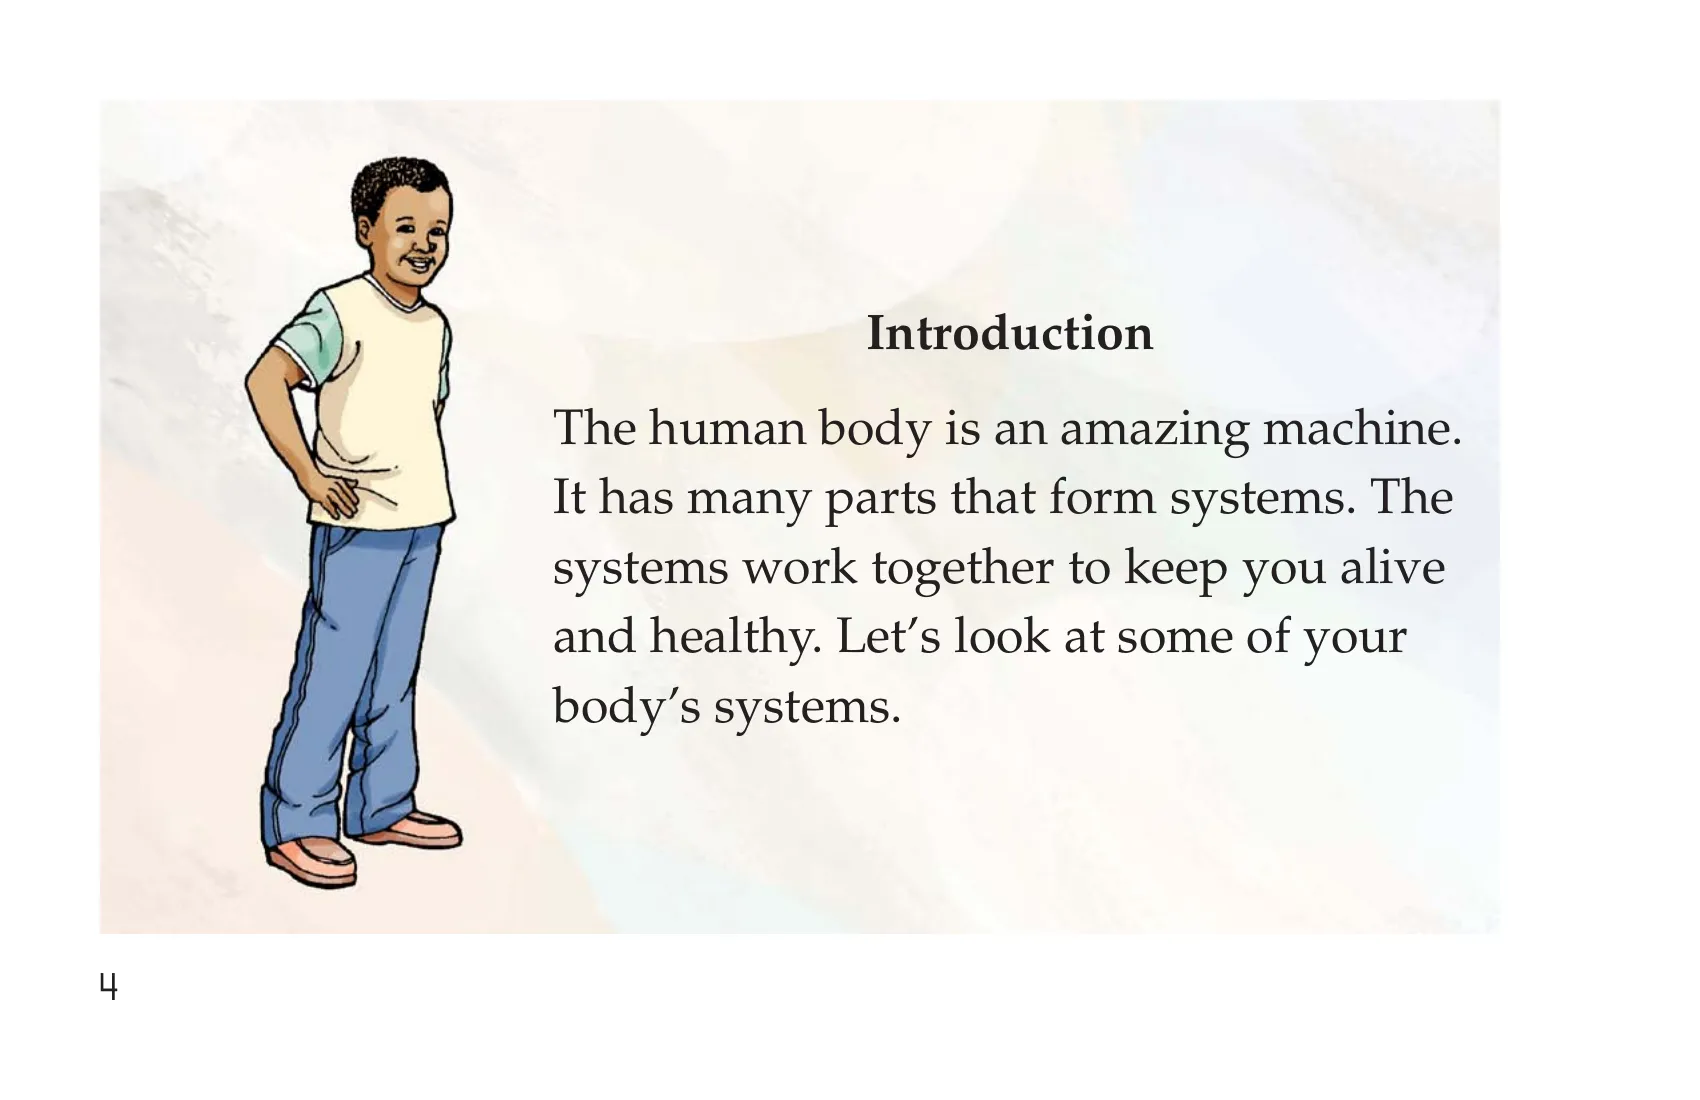 Introduction
The human body is an amazing machine.
It has many parts that form systems. The
systems work together to keep you alive
and healthy. Let’s look at some of your
body’s systems.
4